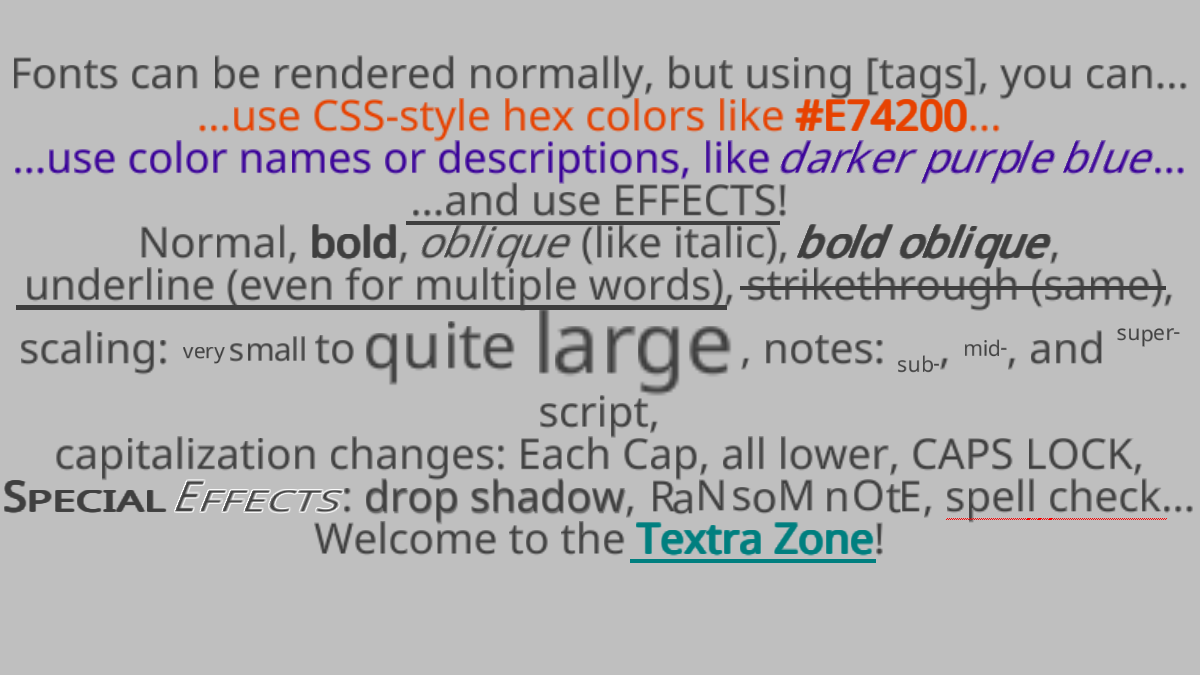 Fonts can be rendered normally, but using [tags], you can...
...use CSS-style hex colors like #E74200...
...use color names or descriptions, like darker purple blue...
...and use EFFECTS!
Normal, bold, oblique (like italic), bold oblique,
underline (even for multiple words), strikethrough (same),
scaling: very small to quite large , notes: sub-, mid-, and super-
script,
capitalization changes: Each Cap, all lower, CAPS LOCK,
Special Effects: drop shadow, RaNsoM nOtE, spell check...
Welcome to the Textra Zone!